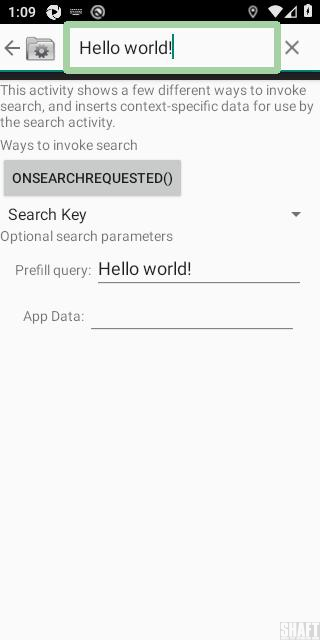 1:09
Hello world!
This activity shows a few different ways to invoke
search, and inserts context-specific data for use by
the search activity.
Ways to invoke search
ONSEARCHREQUESTED()
Search Key
Optional search parameters
Prefill query: Hello world!
App Data:
SHAFT